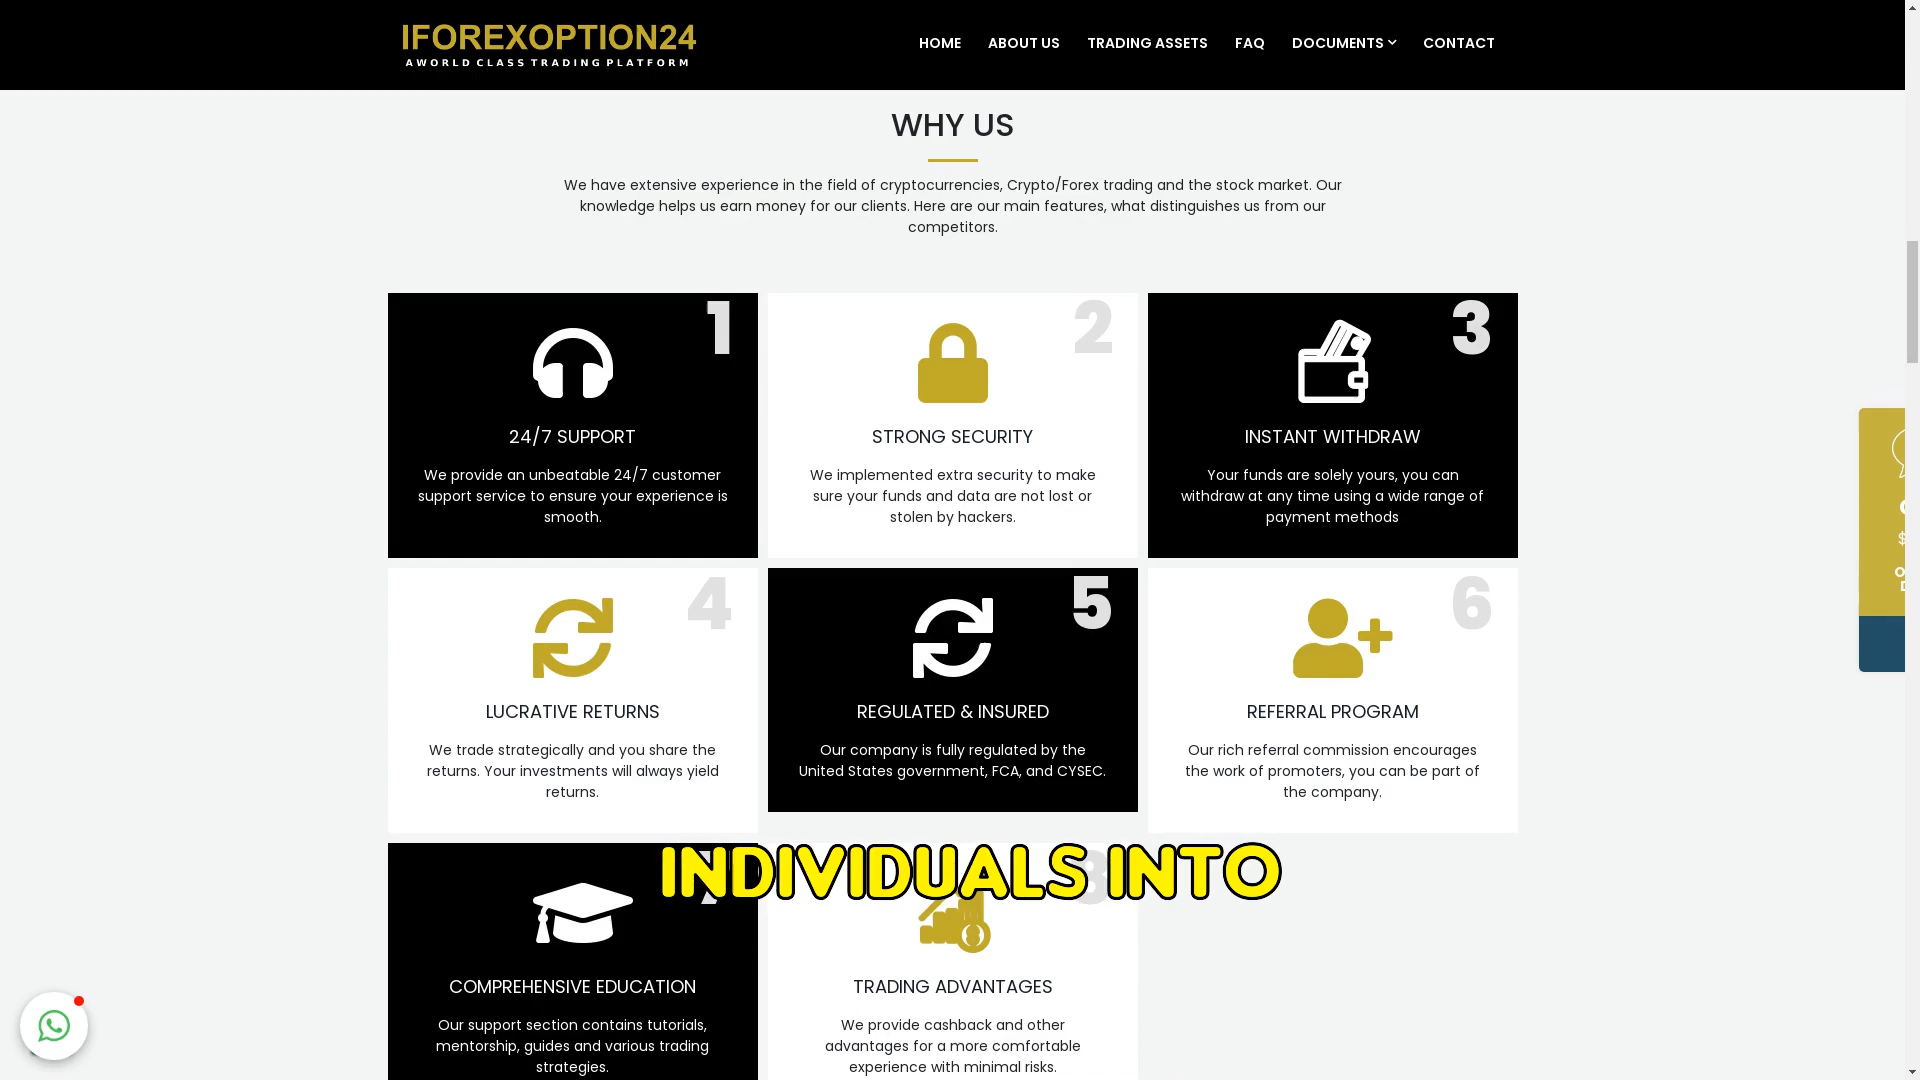 IFOREXOPTION24
AWORLD CLASS TRADING PLATFORM
HOME
ABOUT US
TRADING ASSETS
FAQ
DOCUMENTS
CONTACT
WHY US
We have extensive experience in the field of cryptocurrencies, Crypto/Forex trading and the stock market. Our
knowledge helps us earn money for our clients. Here are our main features, what distinguishes us from our
competitors.
1
24/7 SUPPORT
We provide an unbeatable 24/7 customer
support service to ensure your experience is
smooth.
2
STRONG SECURITY
We implemented extra security to make
sure your funds and data are not lost or
stolen by hackers.
3
INSTANT WITHDRAW
Your funds are solely yours, you can
withdraw at any time using a wide range of
payment methods
4
LUCRATIVE RETURNS
We trade strategically and you share the
returns. Your investments will always yield
returns.
5
REGULATED & INSURED
Our company is fully regulated by the
United States government, FCA, and CYSEC.
6
REFERRAL PROGRAM
Our rich referral commission encourages
the work of promoters, you can be part of
the company.
INDIVIDUALS INTO
COMPREHENSIVE EDUCATION
Our support section contains tutorials,
mentorship, guides and various trading
strategies.
8
TRADING ADVANTAGES
We provide cashback and other
advantages for a more comfortable
experience with minimal risks.